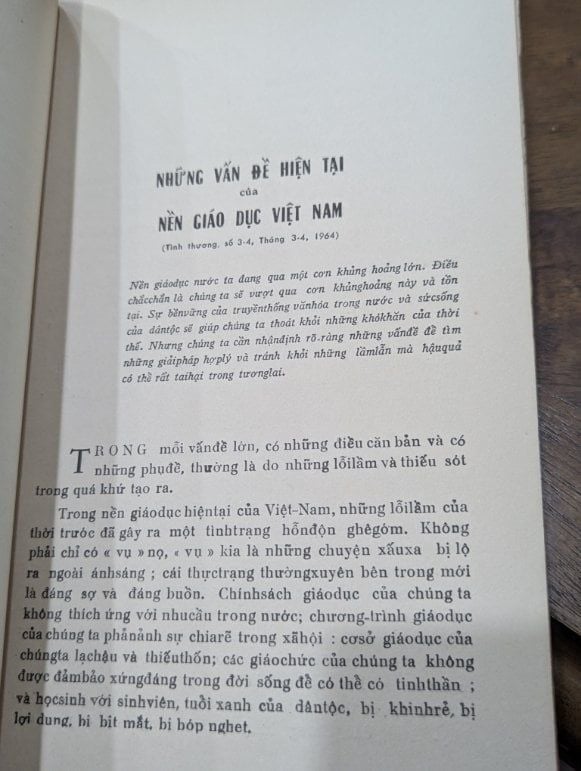 NHỮNG VẤN ĐỀ HIỆN TẠI
của
NỀN GIÁO DỤC VIỆT NAM
(Tình thương, số 3-4, Tháng 3-4, 1964)
Nền giáodục nước ta đang qua một cơn khủng hoảng lớn. Điều
chắcchắn là chúng ta sẽ vượt qua cơn khủnghoảng này và tồn
tại. Sự bềnvững của truyềnthống vănhóa trong nước và sứcsống
của dântộc sẽ giúp chúng ta thoát khỏi những khókhăn của thời
thế. Nhưng chúng ta cần nhậnđịnh rõ-ràng những vấnđề để tìm
những giảipháp hợplý và tránh khỏi những lầmlẫn mà hậuquả
có thể rất taihại trong tươnglai.
TRONG mỗi vấnđề lớn, có những điều căn bản và có
những phụđề, thường là do những lỗilầm và thiếu sót
trong quá khứ tạo ra.
Trong nền giáodục hiệntại của Việt-Nam, những lỗilầm của
thời trước đã gây ra một tìnhtrạng hỗnđộn ghêgớm. Không
phải chỉ có « vụ » nọ, « vụ » kia là những chuyện xấuxa bị lộ
ra ngoài ánhsáng ; cái thựctrạng thườngxuyên bên trong mới
là đáng sợ và đáng buồn. Chínhsách giáodục của chúng ta
không thích ứng với nhucầu trong nước; chương-trình giáodục
của chúng ta phảnảnh sự chiarẽ trong xãhội : cơsở giáodục của
chúngta lạchậu và thiếuthốn; các giáochức của chúng ta không
được đảmbảo xứngđáng trong đời sống để có thể có tinhthần ;
và họcsinh với sinhviên, tuổi xanh của dântộc, bị khinhrẻ, bị
lợi dụng, bị bịt mắt, bị bóp nghẹt.